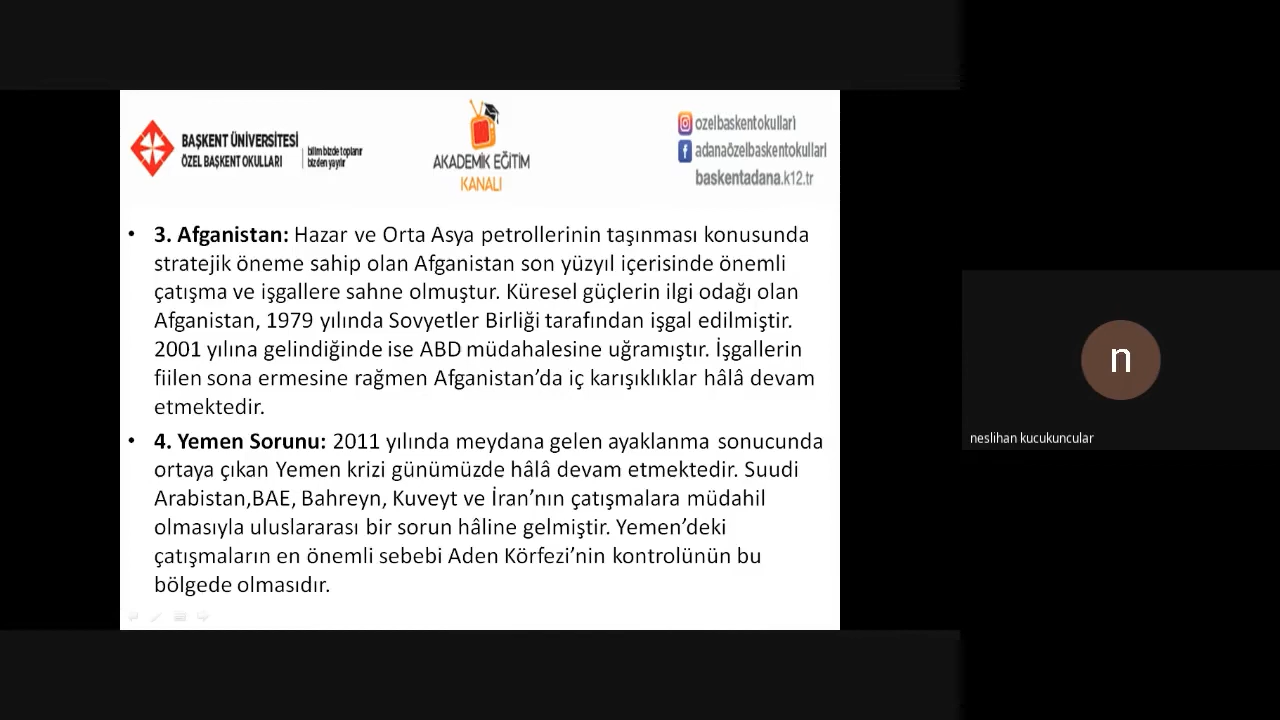 BAŞKENT ÜNİVERSİTESİ
ÖZEL BAŞKENT OKULLARI
bilim bizde toplanır
bizden yayılır
AKADEMİK EĞİTİM
KANALI
ozelbaskentokullari
adanaözelbaskentokullari
baskentadana.k12.tr
• 3. Afganistan: Hazar ve Orta Asya petrollerinin taşınması konusunda
stratejik öneme sahip olan Afganistan son yüzyıl içerisinde önemli
çatışma ve işgallere sahne olmuştur. Küresel güçlerin ilgi odağı olan
Afganistan, 1979 yılında Sovyetler Birliği tarafından işgal edilmiştir.
2001 yılına gelindiğinde ise ABD müdahalesine uğramıştır. İşgallerin
fiilen sona ermesine rağmen Afganistan’da iç karışıklıklar hâlâ devam
etmektedir.
• 4. Yemen Sorunu: 2011 yılında meydana gelen ayaklanma sonucunda
ortaya çıkan Yemen krizi günümüzde hâlâ devam etmektedir. Suudi
Arabistan,BAE, Bahreyn, Kuveyt ve İran’nın çatışmalara müdahil
olmasıyla uluslararası bir sorun hâline gelmiştir. Yemen’deki
çatışmaların en önemli sebebi Aden Körfezi’nin kontrolünün bu
bölgede olmasıdır.
n
neslihan kucukuncular